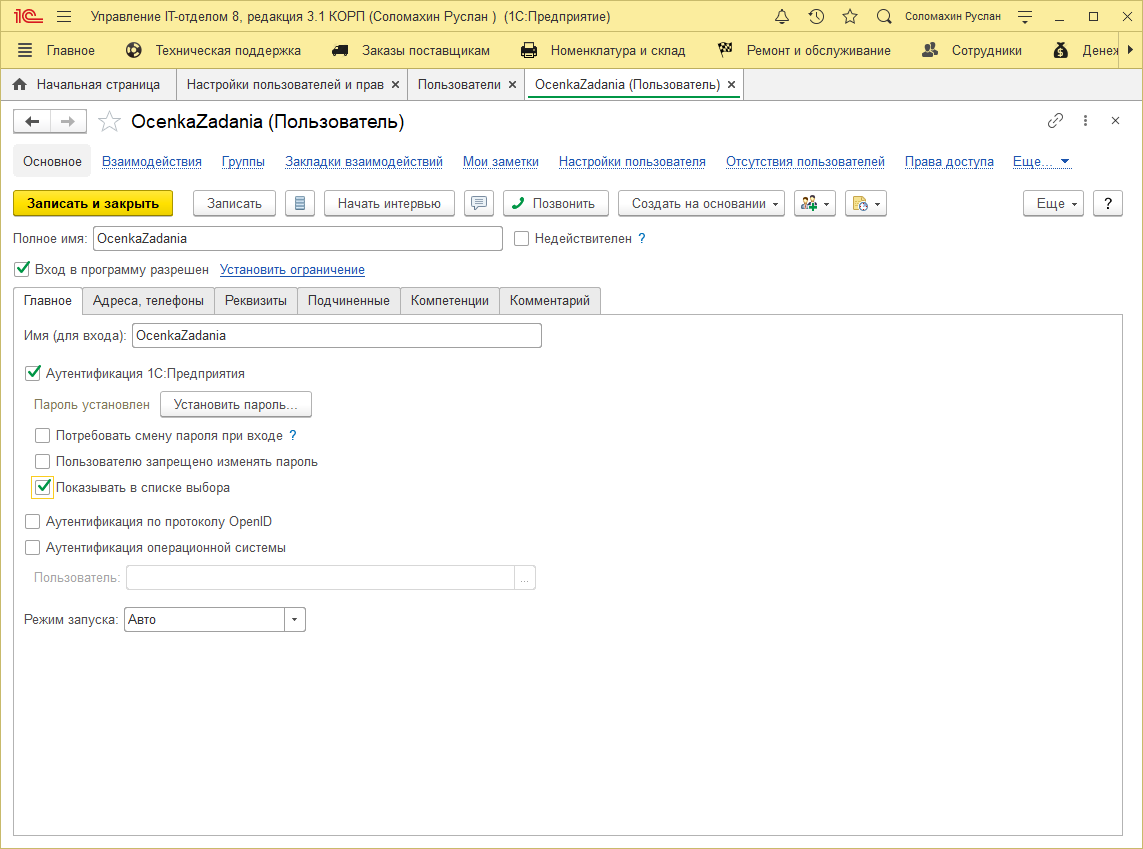 Управление IT-отделом 8, редакция 3.1 КОРП (Соломахин Руслан ) (1С:Предприятие) Соломахин Руслан
Главное Техническая поддержка Заказы поставщикам Номенклатура и склад Ремонт и обслуживание Сотрудники Денеж
Начальная страница Настройки пользователей и прав Пользователи OcenkaZadania (Пользователь)
OcenkaZadania (Пользователь)
Основное Взаимодействия Группы Закладки взаимодействий Мои заметки Настройки пользователя Отсутствия пользователей Права доступа Еще...
Записать и закрыть Записать Начать интервью Позвонить Создать на основании Еще ?
Полное имя: OcenkaZadania Недействителен ?
Вход в программу разрешен Установить ограничение
Главное Адреса, телефоны Реквизиты Подчиненные Компетенции Комментарий
Имя (для входа): OcenkaZadania
Аутентификация 1С:Предприятия
Пароль установлен Установить пароль...
Потребовать смену пароля при входе ?
Пользователю запрещено изменять пароль
Показывать в списке выбора
Аутентификация по протоколу OpenID
Аутентификация операционной системы
Пользователь: ...
Режим запуска: Авто